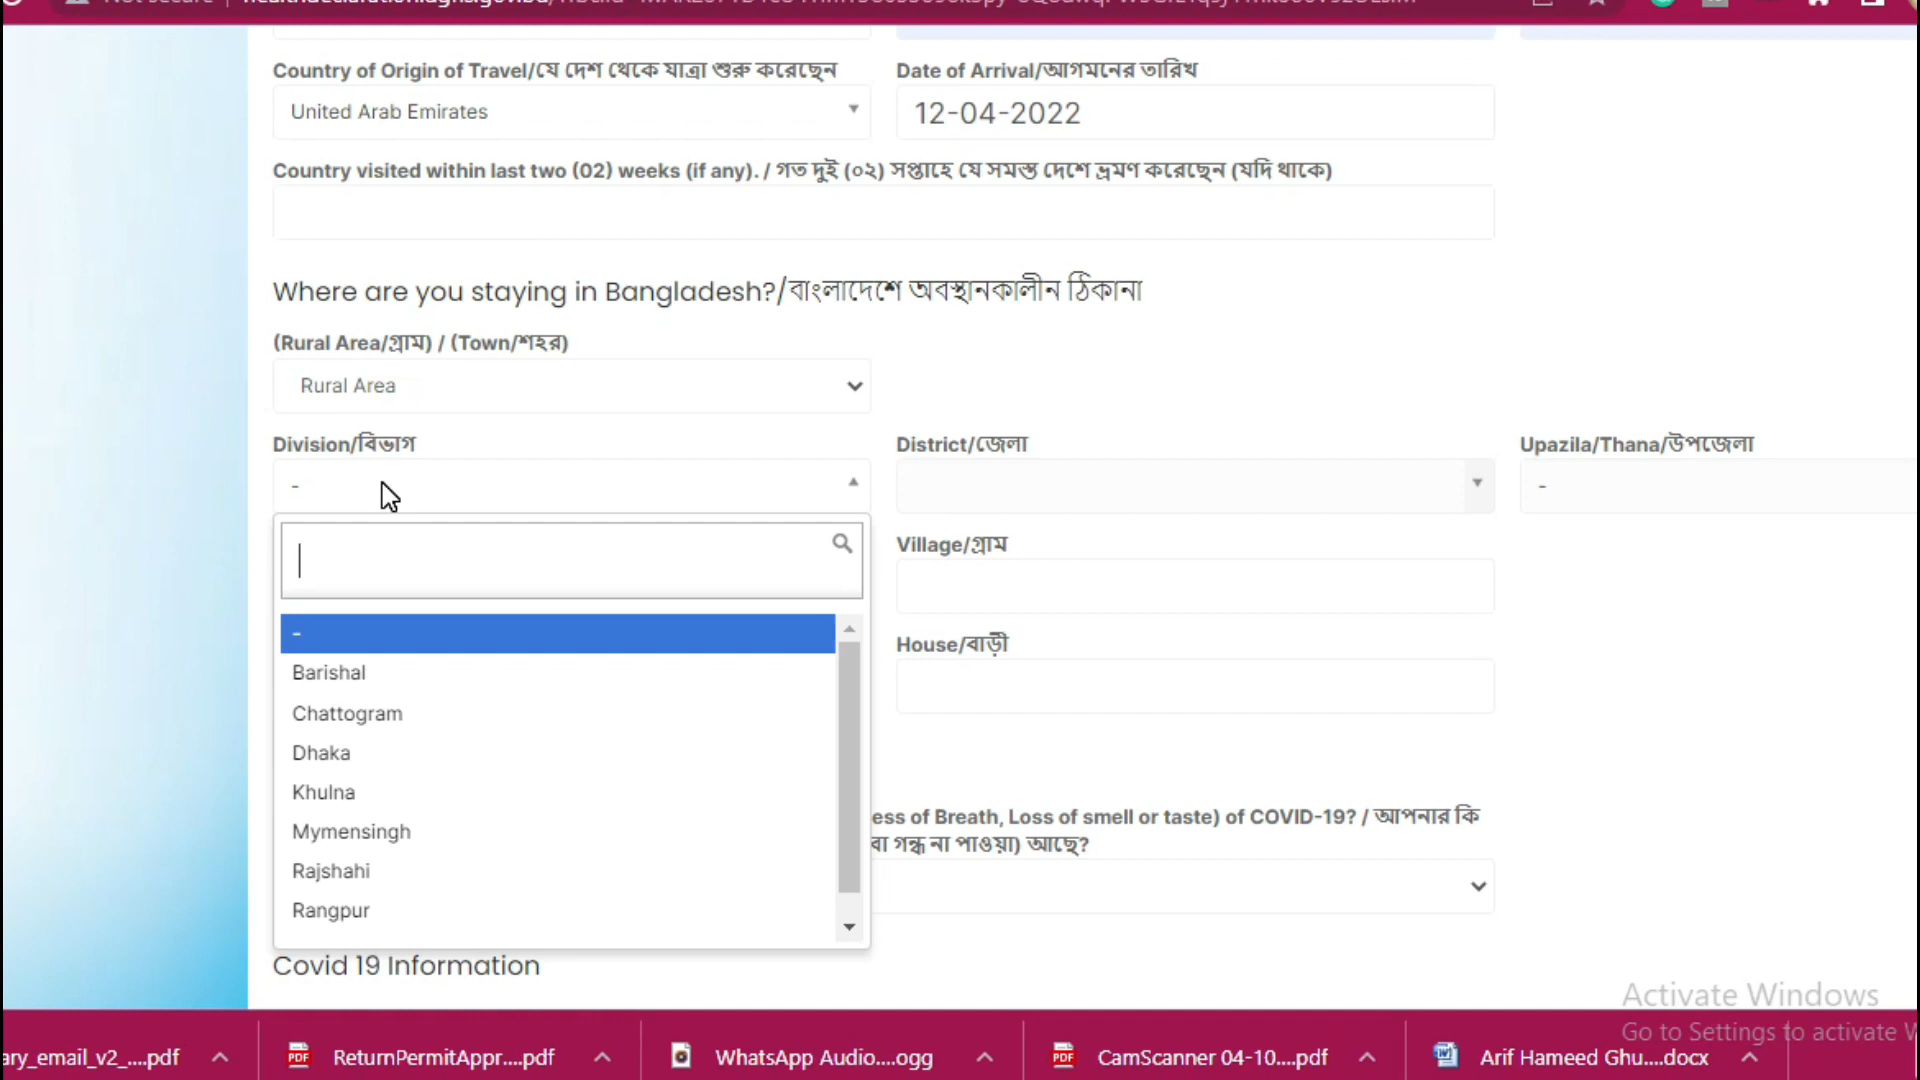 Country of Origin of Travel/যে দেশ থেকে যাত্রা শুরু করেছেন
Date of Arrival/আগমনের তারিখ
United Arab Emirates
12-04-2022
Country visited within last two (02) weeks (if any). / গত দুই (০২) সপ্তাহে যে সমস্ত দেশে ভ্রমণ করেছেন (যদি থাকে)
Where are you staying in Bangladesh?/বাংলাদেশে অবস্থানকালীন ঠিকানা
(Rural Area/গ্রাম) / (Town/শহর)
Rural Area
Division/বিভাগ
District/জেলা
Upazila/Thana/উপজেলা
-
-
Village/গ্রাম
-
House/বাড়ী
Barishal
Chattogram
Dhaka
Khulna
Mymensingh
Rajshahi
Rangpur
ess of Breath, Loss of smell or taste) of COVID-19? / আপনার কি
বা গন্ধ না পাওয়া) আছে?
Covid 19 Information
Activate Windows
Go to Settings to activate W
ary_email_v2_....pdf
ReturnPermitAppr....pdf
WhatsApp Audio....ogg
CamScanner 04-10....pdf
Arif Hameed Ghu....docx